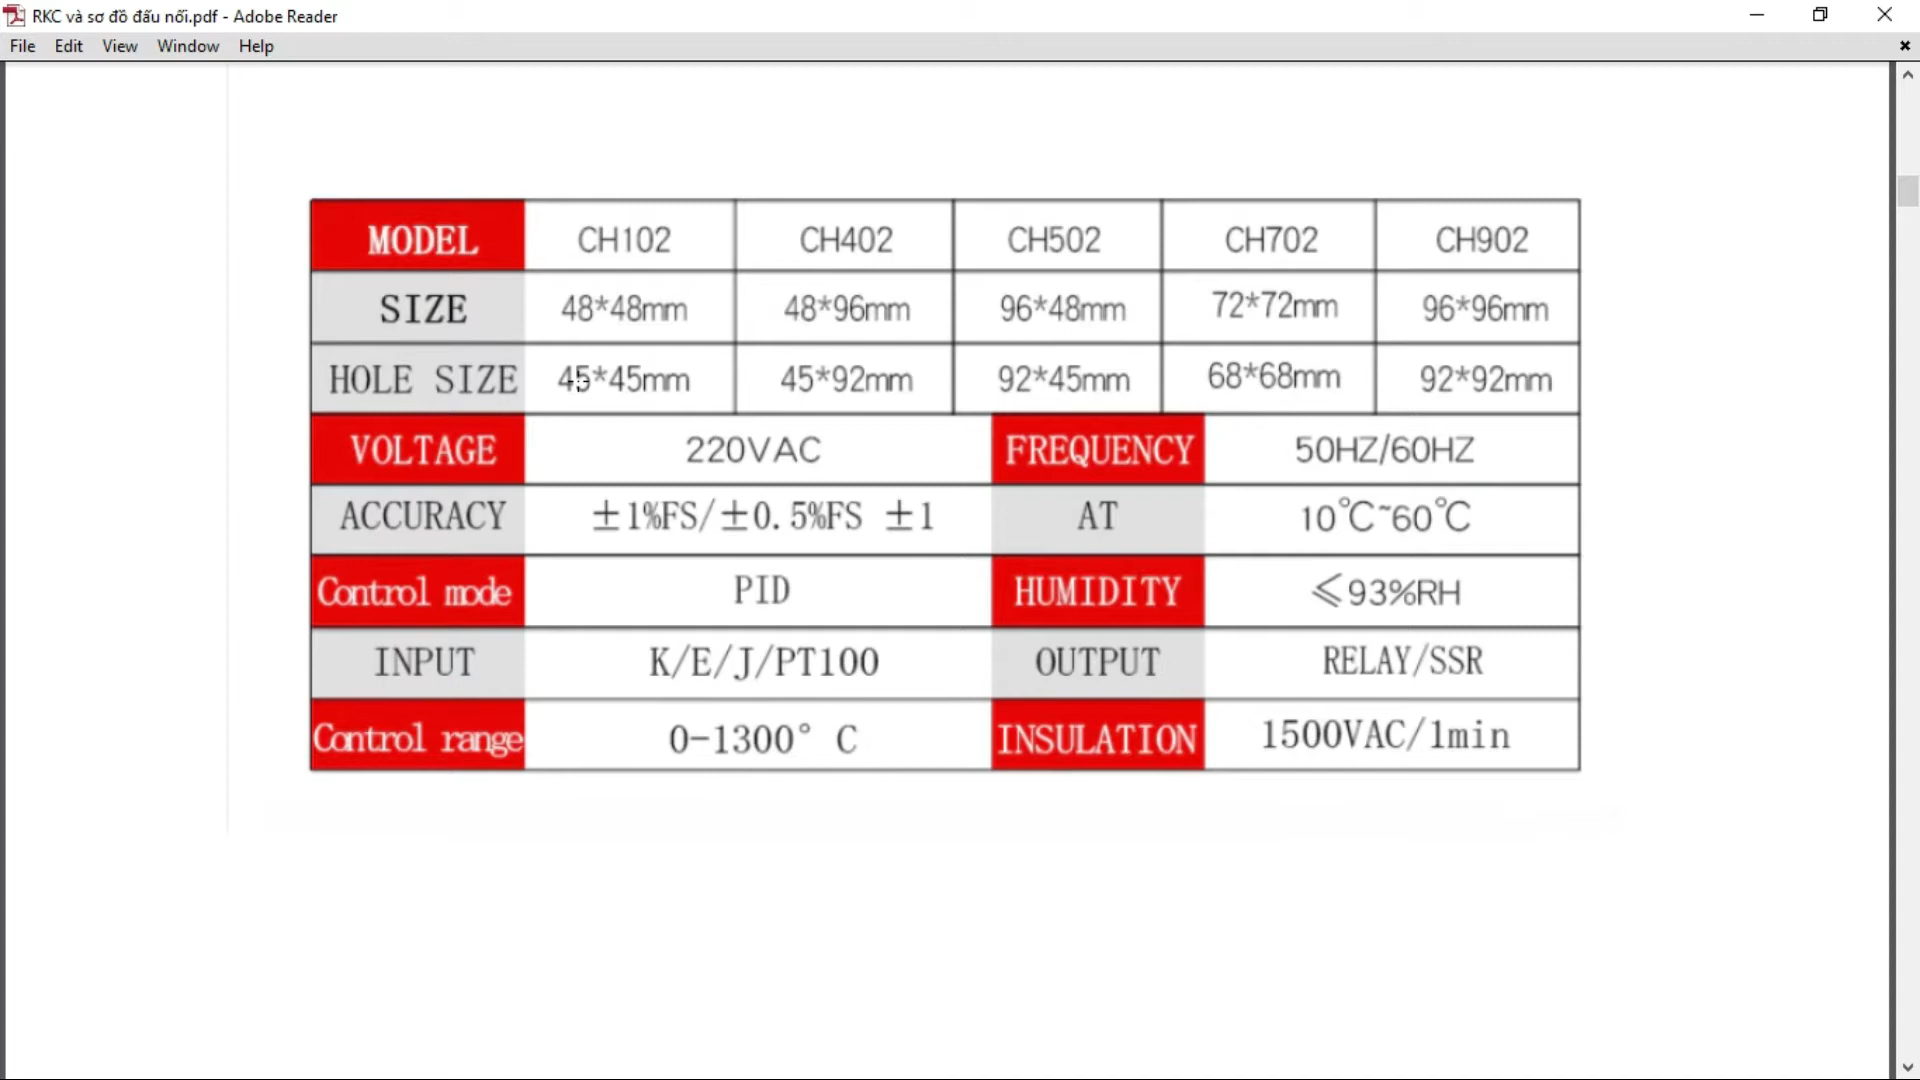 RKC và sơ đồ đấu nối.pdf - Adobe Reader
File Edit View Window Help
MODEL CH102 CH402 CH502 CH702 CH902
SIZE 48*48mm 48*96mm 96*48mm 72*72mm 96*96mm
HOLE SIZE 45*45mm 45*92mm 92*45mm 68*68mm 92*92mm
VOLTAGE 220VAC FREQUENCY 50HZ/60HZ
ACCURACY ±1%FS/±0.5%FS ±1 AT 10℃~60℃
Control mode PID HUMIDITY ≤93%RH
INPUT K/E/J/PT100 OUTPUT RELAY/SSR
Control range 0-1300° C INSULATION 1500VAC/1min